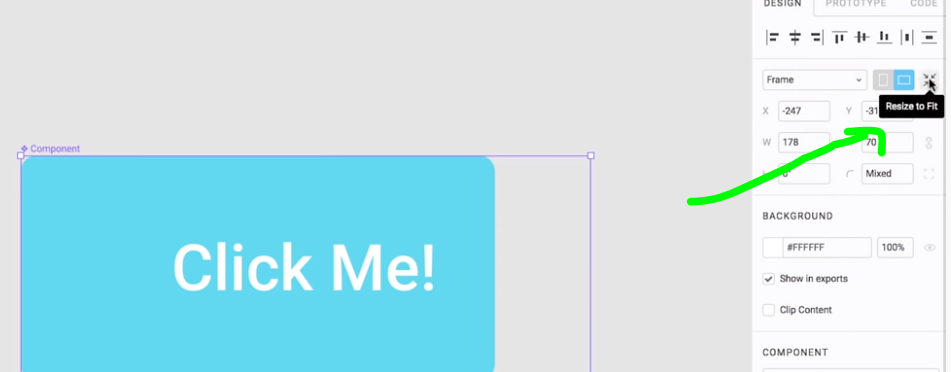 DESIGN PROTOTYPE CODE
Frame
Resize to Fit
X -247 Y
W 178 70
Mixed
Component
Click Me!
BACKGROUND
#FFFFFF 100%
Show in exports
Clip Content
COMPONENT